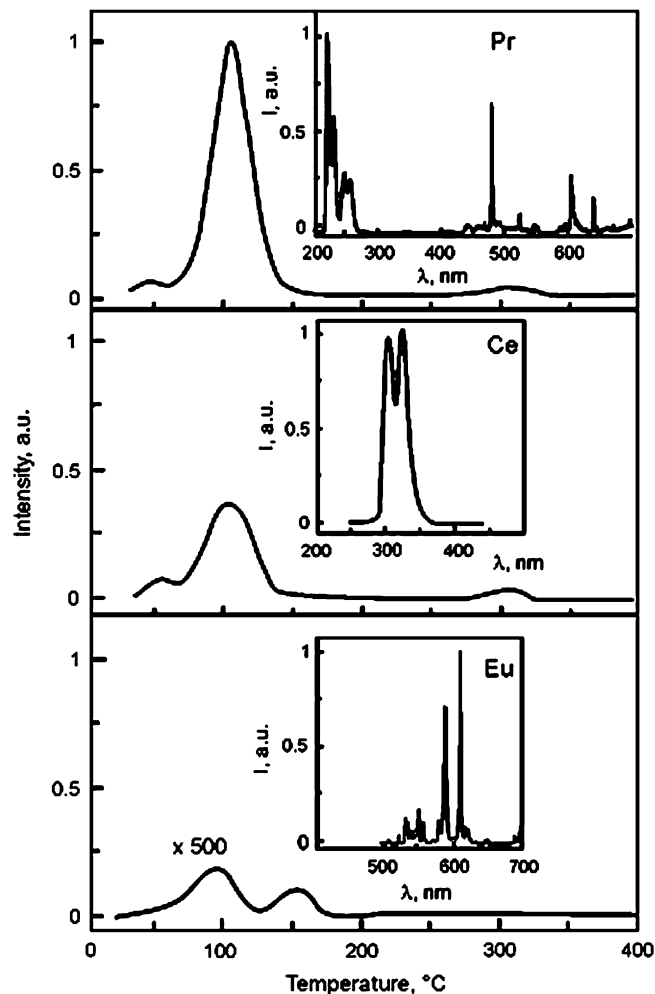 Pr
I, a.u.
1
0.5
0
200 300 400 500 600
λ, nm
1
0.5
0
Ce
I, a.u.
1
0.5
0
200 300 400
λ, nm
Intensity, a.u.
1
0.5
0
Eu
I, a.u.
1
0.5
0
500 600 700
λ, nm
x 500
1
0.5
0
0 100 200 300 400
Temperature, °C